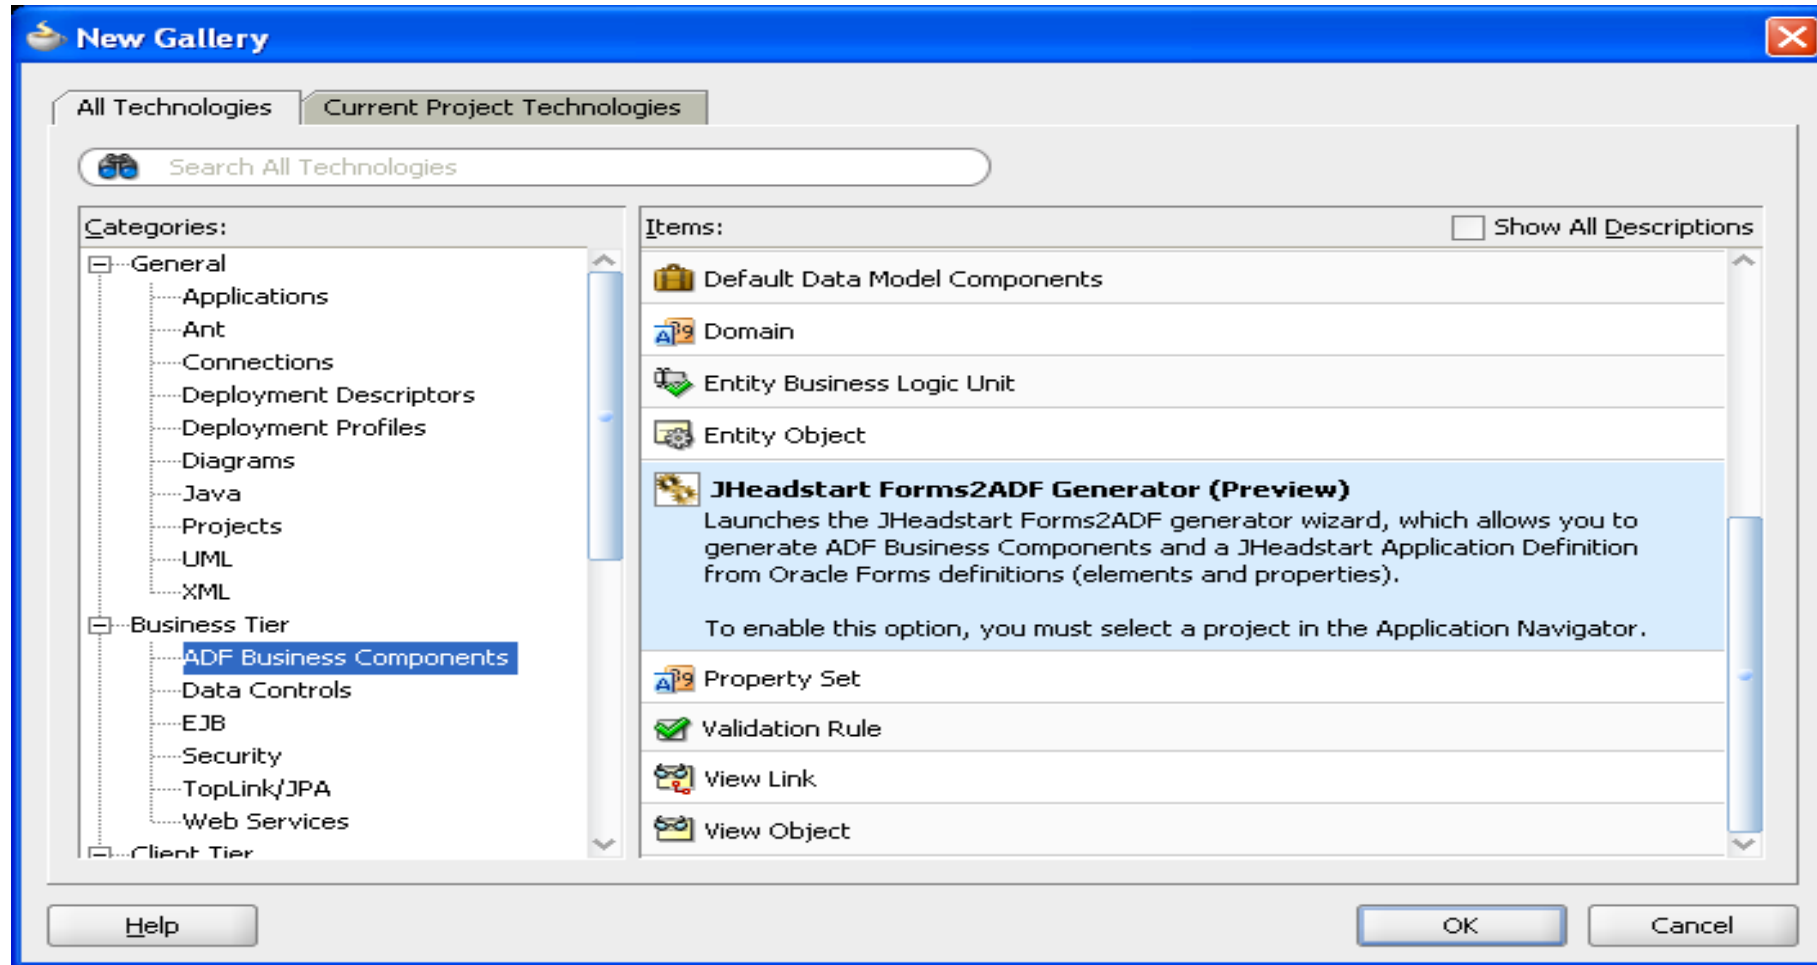 New Gallery
All Technologies
Current Project Technologies
Search All Technologies
Categories:
General
Applications
Ant
Connections
Deployment Descriptors
Deployment Profiles
Diagrams
Java
Projects
UML
XML
Business Tier
ADF Business Components
Data Controls
EJB
Security
TopLink/JPA
Web Services
Client Tier
Items:
Show All Descriptions
Default Data Model Components
Domain
Entity Business Logic Unit
Entity Object
JHeadstart Forms2ADF Generator (Preview)
Launches the JHeadstart Forms2ADF generator wizard, which allows you to
generate ADF Business Components and a JHeadstart Application Definition
from Oracle Forms definitions (elements and properties).
To enable this option, you must select a project in the Application Navigator.
Property Set
Validation Rule
View Link
View Object
Help
OK
Cancel